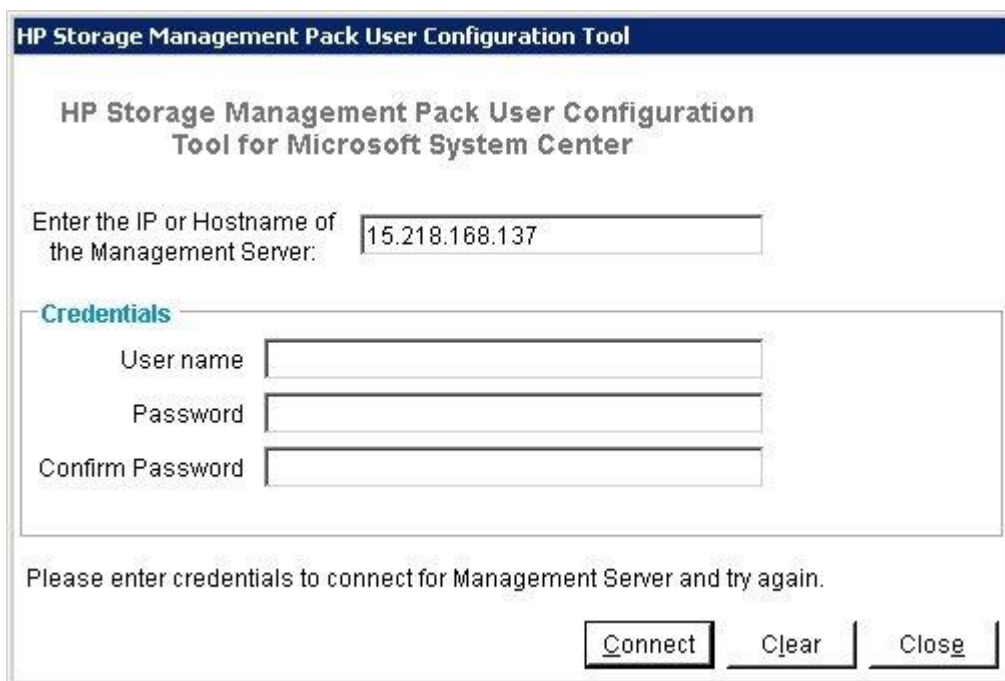 HP Storage Management Pack User Configuration Tool
HP Storage Management Pack User Configuration
Tool for Microsoft System Center
Enter the IP or Hostname of
the Management Server:
15.218.168.137
Credentials
User name
Password
Confirm Password
Please enter credentials to connect for Management Server and try again.
Connect
Clear
Close